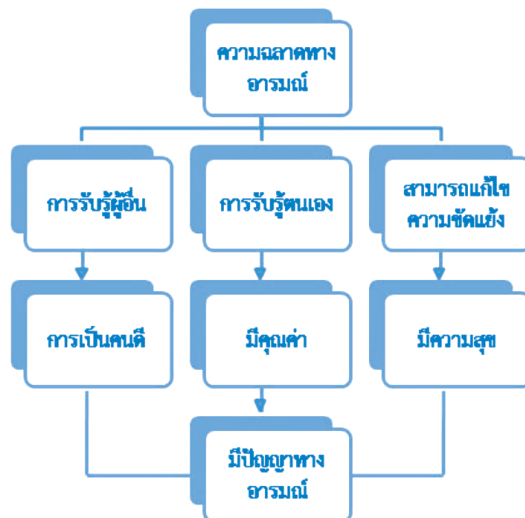 ความฉลาดทาง
อารมณ์
การรับรู้ผู้อื่น
การรับรู้ตนเอง
สามารถแก้ไข
ความขัดแย้ง
การเป็นคนดี
มีคุณค่า
มีความสุข
มีปัญญาทาง
อารมณ์